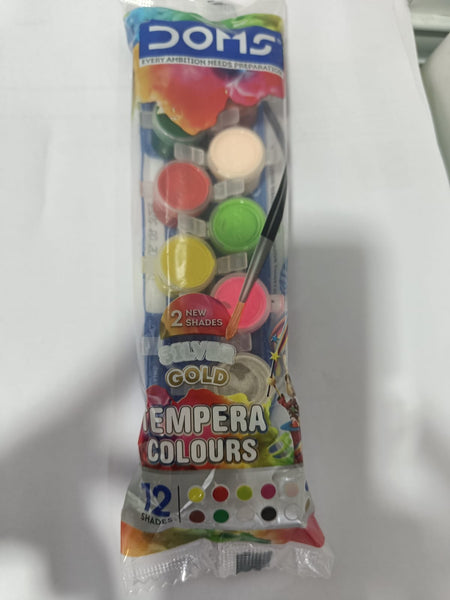 DOMS
EVERY AMBITION NEEDS PREPARATION
2 NEW
SHADES
SILVER
GOLD
TEMPERA
COLOURS
12
SHADES